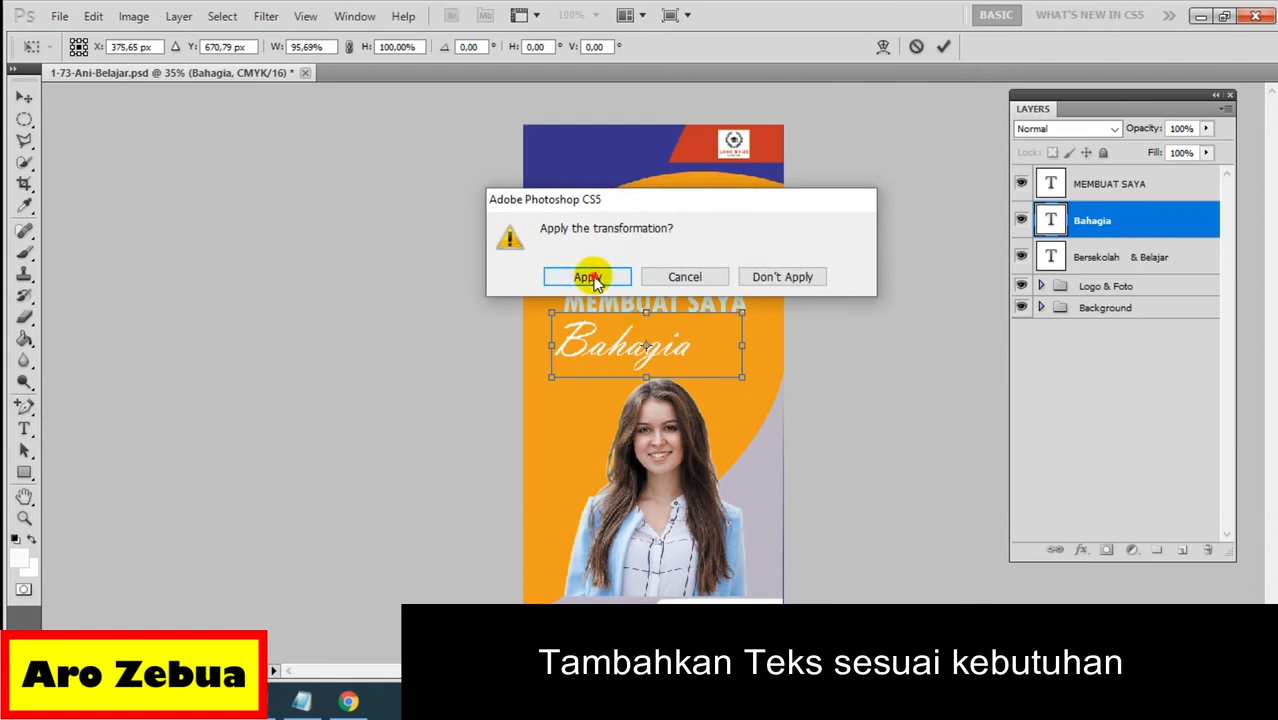 Ps File Edit Image Layer Select Filter View Window Help Br Mb 100% BASIC WHAT'S NEW IN CS5
X: 375,65 px Y: 670,79 px W: 95,69% H: 100,00% 0,00 ° H: 0,00 ° V: 0,00 °
1-73-Ani-Belajar.psd @ 35% (Bahagia, CMYK/16) *
LAYERS
Normal Opacity: 100%
Lock: Fill: 100%
T MEMBUAT SAYA
T Bahagia
T Bersekolah & Belajar
Logo & Foto
Background
Adobe Photoshop CS5
Apply the transformation?
Apply Cancel Don't Apply
MEMBUAT SAYA
Bahagia
Tambahkan Teks sesuai kebutuhan
Aro Zebua